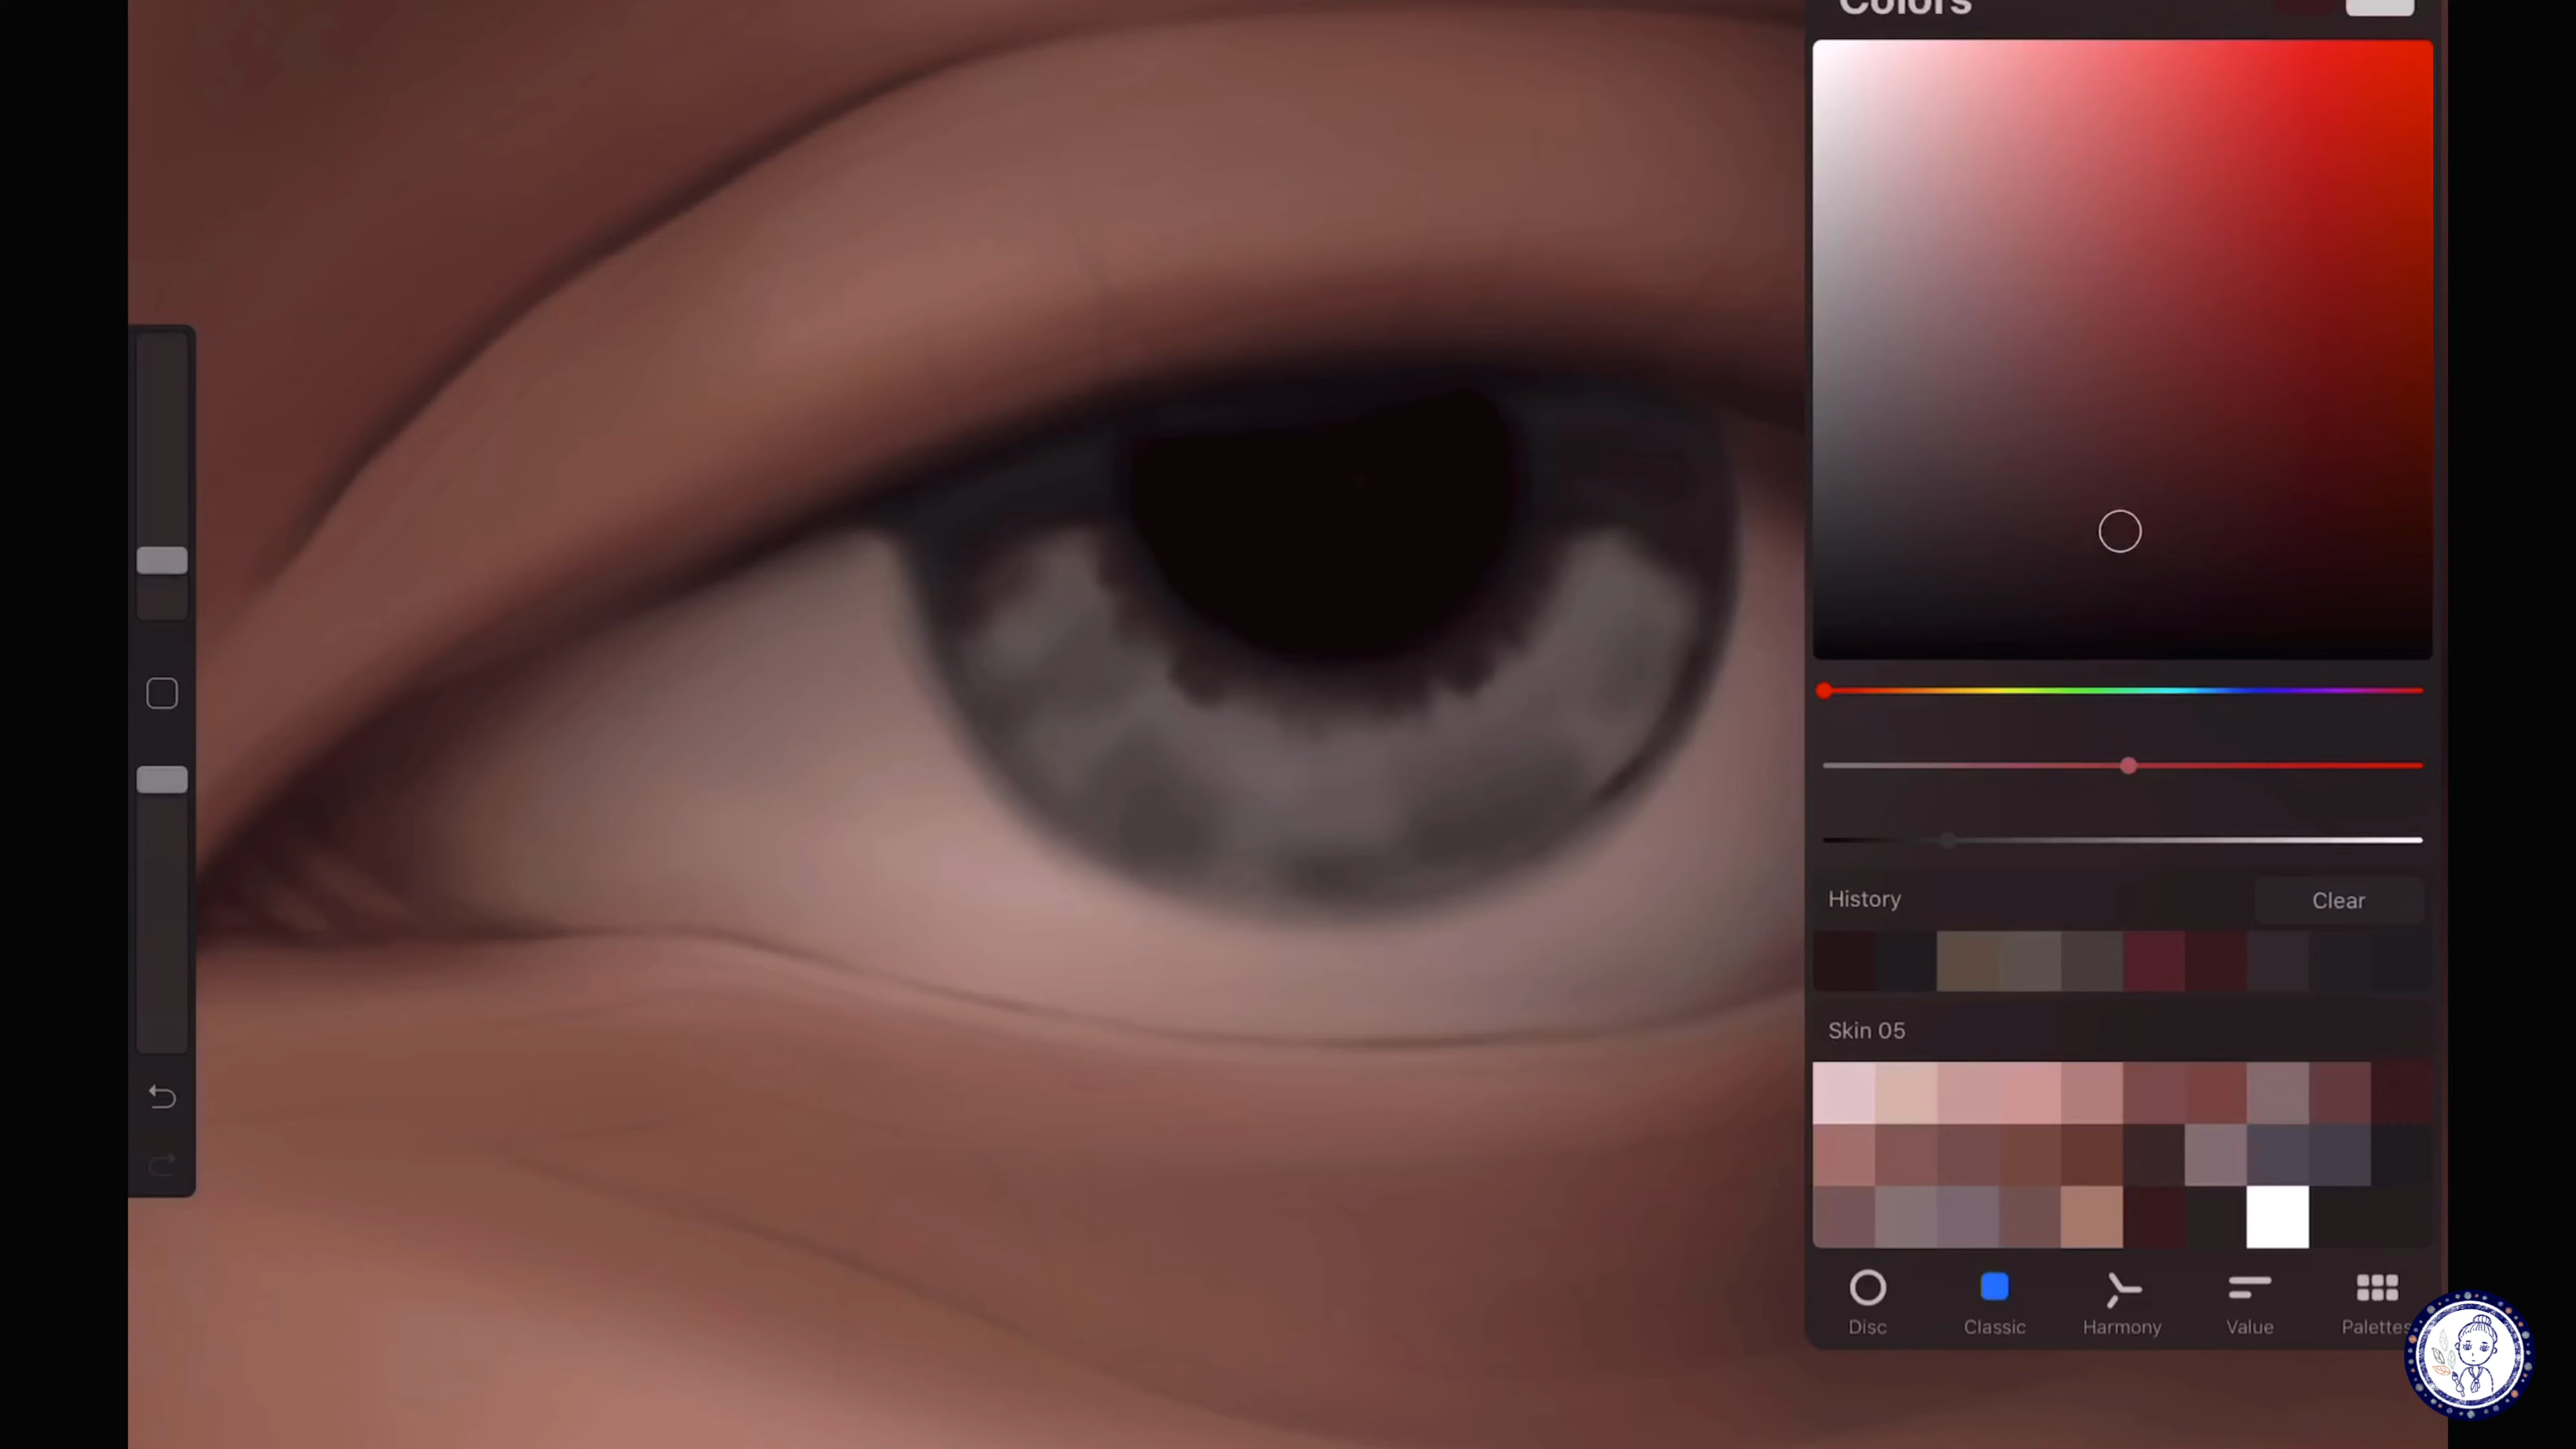 Colors
History
Clear
Skin 05
Disc
Classic
Harmony
Value
Palettes